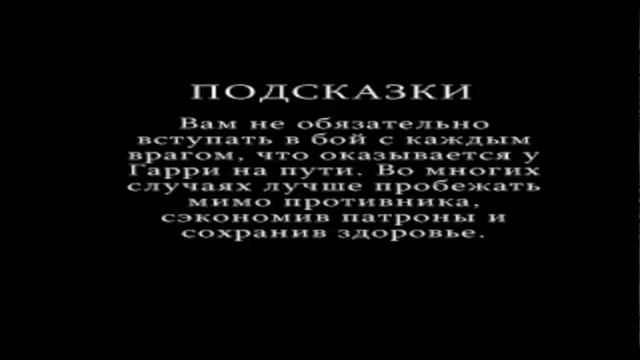 ПОДСКАЗКИ
Вам не обязательно
вступать в бой с каждым
врагом, что оказывается у
Гарри на пути. Во многих
случаях лучше пробежать
мимо противника,
сэкономив патроны и
сохранив здоровье.